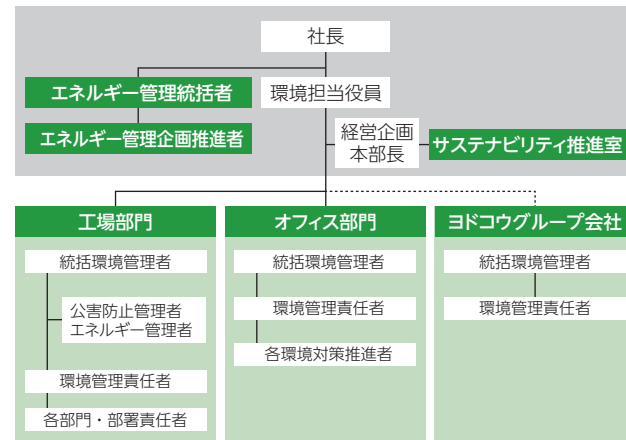 社長
エネルギー管理統括者
環境担当役員
エネルギー管理企画推進者
経営企画
本部長
サステナビリティ推進室
工場部門
統括環境管理者
公害防止管理者
エネルギー管理者
環境管理責任者
各部門・部署責任者
オフィス部門
統括環境管理者
環境管理責任者
各環境対策推進者
ヨドコウグループ会社
統括環境管理者
環境管理責任者